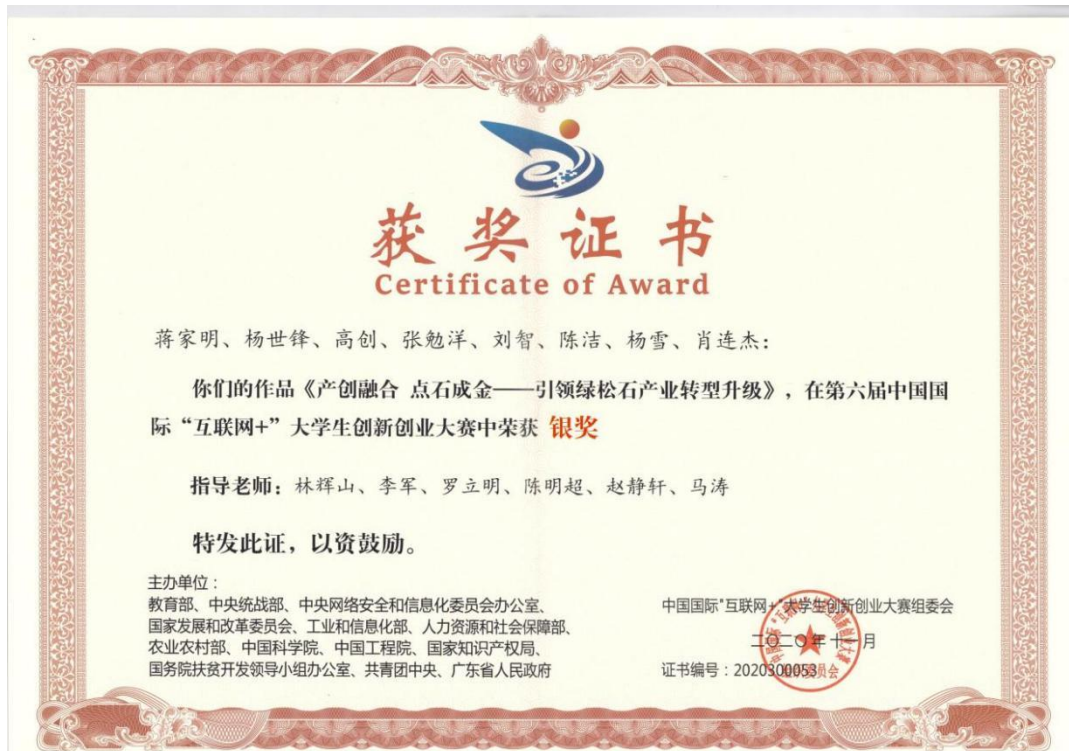 获奖证书
Certificate of Award
蒋家明、杨世锋、高创、张勉洋、刘智、陈洁、杨雪、肖连杰：
你们的作品《产创融合 点石成金——引领绿松石产业转型升级》，在第六届中国国
际“互联网+”大学生创新创业大赛中荣获 银奖
指导老师：林辉山、李军、罗立明、陈明超、赵静轩、马涛
特发此证，以资鼓励。
主办单位：
教育部、中央统战部、中央网络安全和信息化委员会办公室、
国家发展和改革委员会、工业和信息化部、人力资源和社会保障部、
农业农村部、中国科学院、中国工程院、国家知识产权局、
国务院扶贫开发领导小组办公室、共青团中央、广东省人民政府
中国国际"互联网+"大学生创新创业大赛组委会
二〇二〇年十一月
证书编号：2020300053